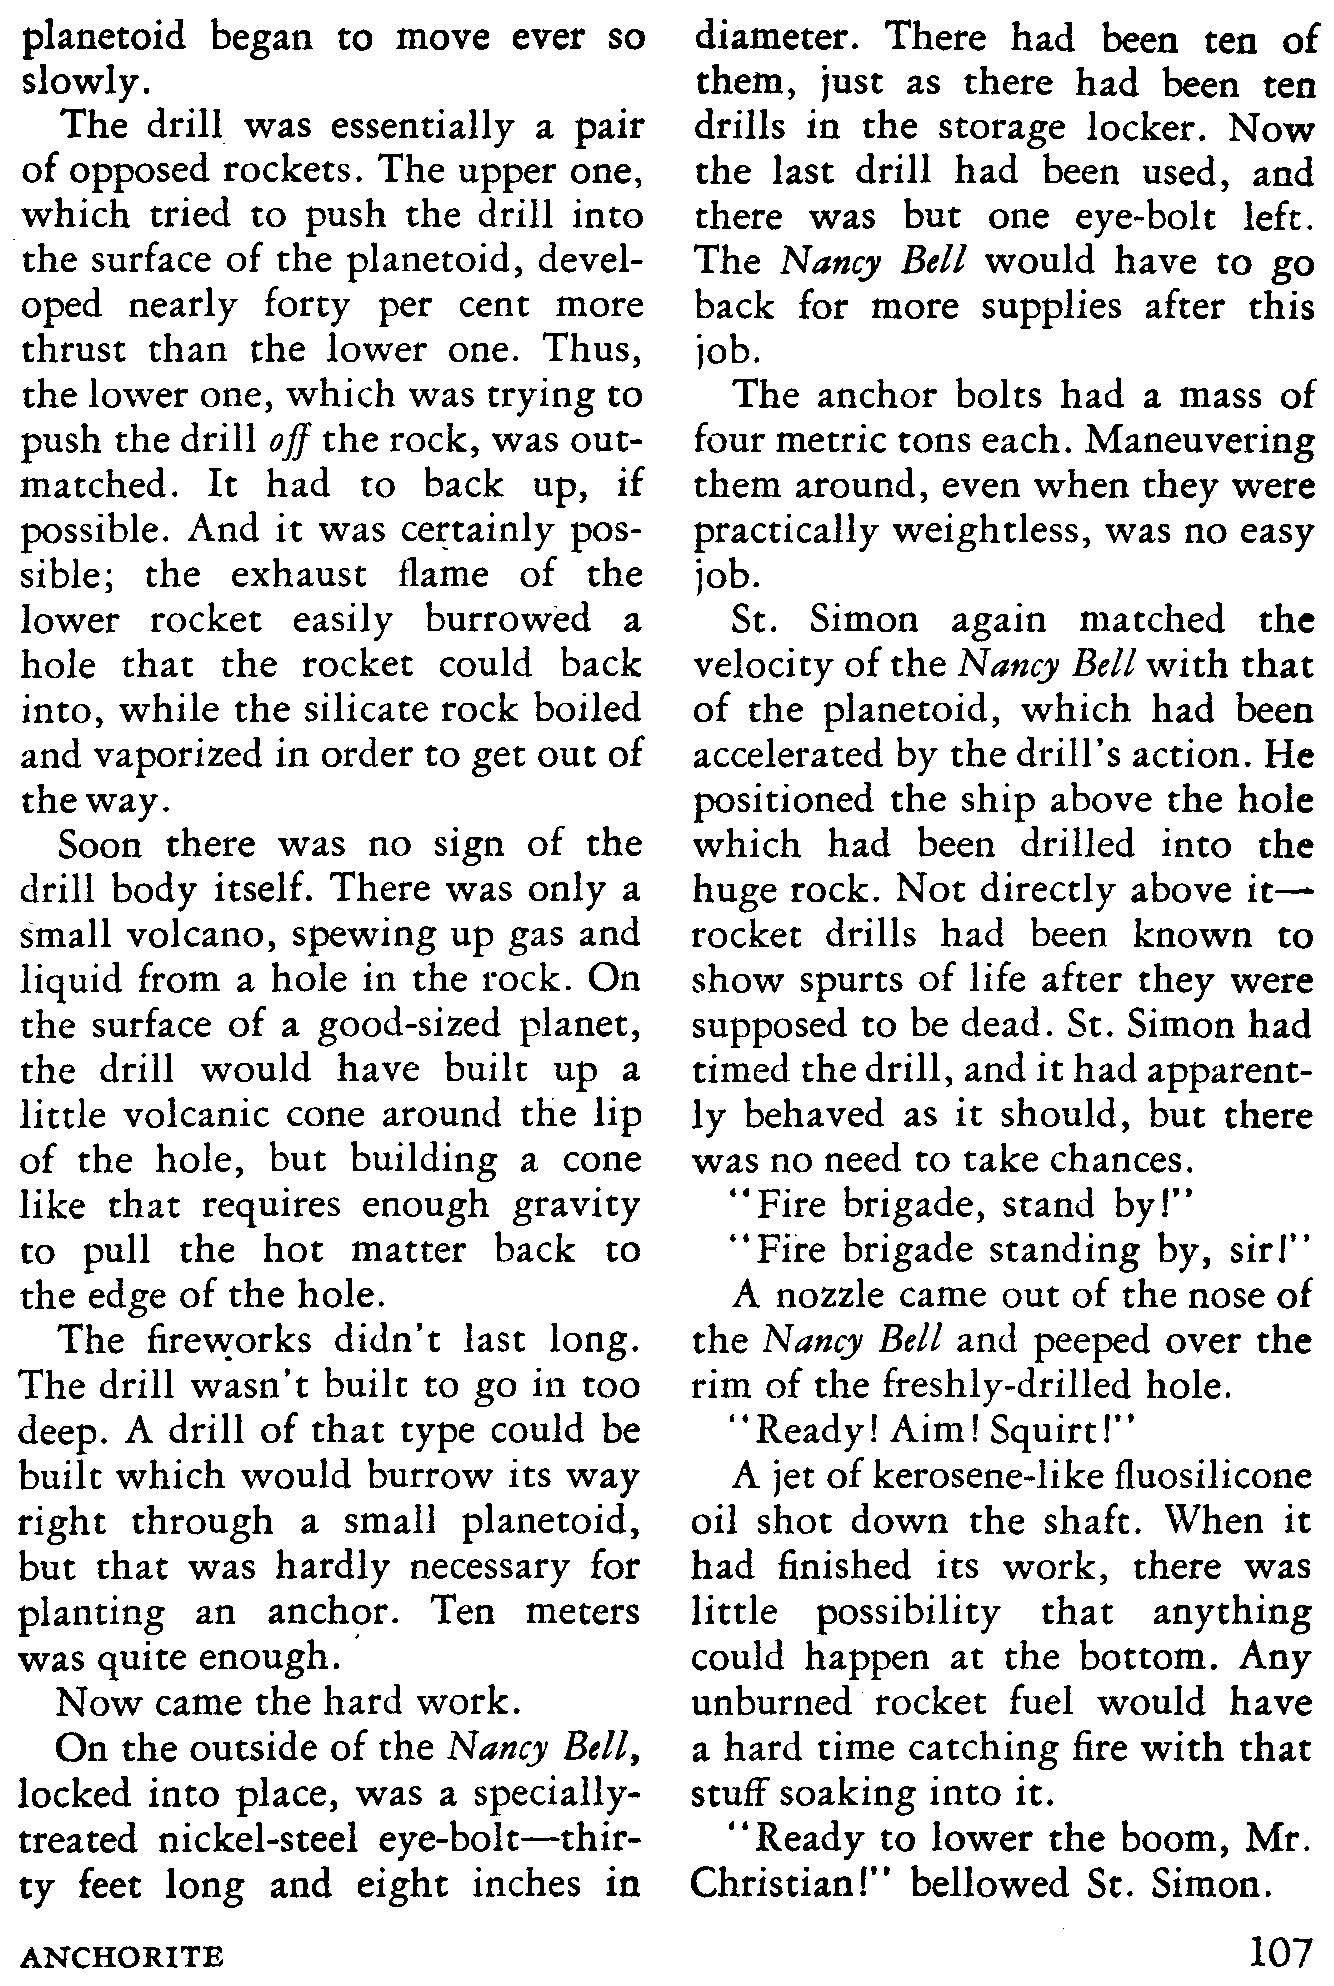 planetoid began to move ever so
slowly.
The drill was essentially a pair
of opposed rockets. The upper one,
which tried to push the drill into
the surface of the planetoid, devel-
oped nearly forty per cent more
thrust than the lower one. Thus,
the lower one, which was trying to
push the drill off the rock, was out-
matched. It had to back up, if
possible. And it was certainly pos-
sible; the exhaust flame of the
lower rocket easily burrowed a
hole that the rocket could back
into, while the silicate rock boiled
and vaporized in order to get out of
the way.
Soon there was no sign of the
drill body itself. There was only a
small volcano, spewing up gas and
liquid from a hole in the rock. On
the surface of a good-sized planet,
the drill would have built up a
little volcanic cone around the lip
of the hole, but building a cone
like that requires enough gravity
to pull the hot matter back to
the edge of the hole.
The fireworks didn't last long.
The drill wasn't built to go in too
deep. A drill of that type could be
built which would burrow its way
right through a small planetoid,
but that was hardly necessary for
planting an anchor. Ten meters
was quite enough.
Now came the hard work.
On the outside of the Nancy Bell,
locked into place, was a specially-
treated nickel-steel eye-bolt—thir-
ty feet long and eight inches in
diameter. There had been ten of
them, just as there had been ten
drills in the storage locker. Now
the last drill had been used, and
there was but one eye-bolt left.
The Nancy Bell would have to go
back for more supplies after this
job.
The anchor bolts had a mass of
four metric tons each. Maneuvering
them around, even when they were
practically weightless, was no easy
job.
St. Simon again matched the
velocity of the Nancy Bell with that
of the planetoid, which had been
accelerated by the drill's action. He
positioned the ship above the hole
which had been drilled into the
huge rock. Not directly above it—
rocket drills had been known to
show spurts of life after they were
supposed to be dead. St. Simon had
timed the drill, and it had apparent-
ly behaved as it should, but there
was no need to take chances.
"Fire brigade, stand by!"
"Fire brigade standing by, sir!"
A nozzle came out of the nose of
the Nancy Bell and peeped over the
rim of the freshly-drilled hole.
"Ready! Aim! Squirt!"
A jet of kerosene-like fluosilicone
oil shot down the shaft. When it
had finished its work, there was
little possibility that anything
could happen at the bottom. Any
unburned rocket fuel would have
a hard time catching fire with that
stuff soaking into it.
"Ready to lower the boom, Mr.
Christian!" bellowed St. Simon.
ANCHORITE
107